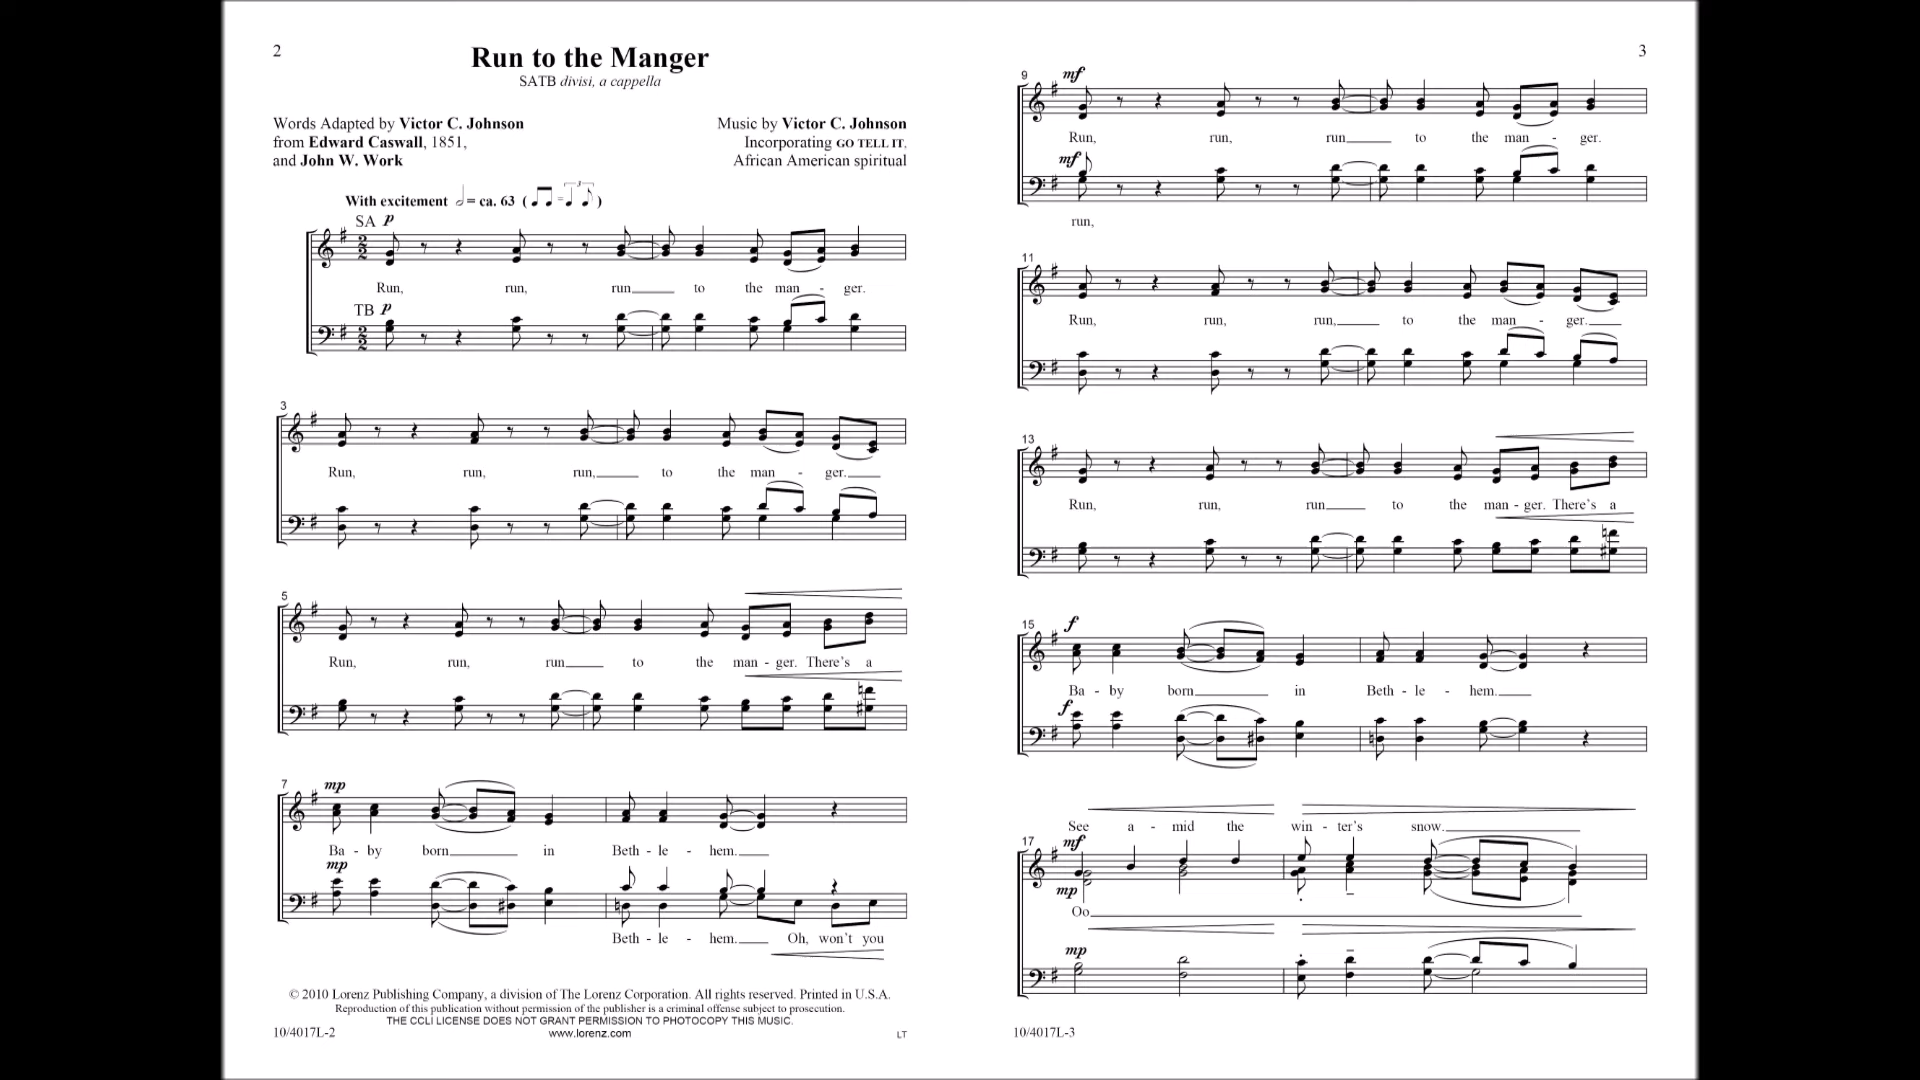 2
Run to the Manger
SATB divisi, a cappella
Words Adapted by Victor C. Johnson
from Edward Caswall, 1851,
and John W. Work
Music by Victor C. Johnson
Incorporating GO TELL IT,
African American spiritual
With excitement = ca. 63 ( = 3 )
SA p
2 2
Run, run, run to the man - ger.
TB p
2 2
3
Run, run, run, to the man - ger.
5
Run, run, run to the man - ger. There's a
7
mp
Ba - by born in Beth - le - hem.
mp
Beth - le - hem. Oh, won't you
© 2010 Lorenz Publishing Company, a division of The Lorenz Corporation. All rights reserved. Printed in U.S.A.
Reproduction of this publication without permission of the publisher is a criminal offense subject to prosecution.
THE CCLI LICENSE DOES NOT GRANT PERMISSION TO PHOTOCOPY THIS MUSIC.
www.lorenz.com
10/4017L-2
LT
3
9
mf
Run, run, run to the man - ger.
mf
run,
11
Run, run, run, to the man - ger.
13
Run, run, run to the man - ger. There's a
15
f
Ba - by born in Beth - le - hem.
f
See a - mid the win - ter's snow.
17
mf
mp
Oo
mp
10/4017L-3